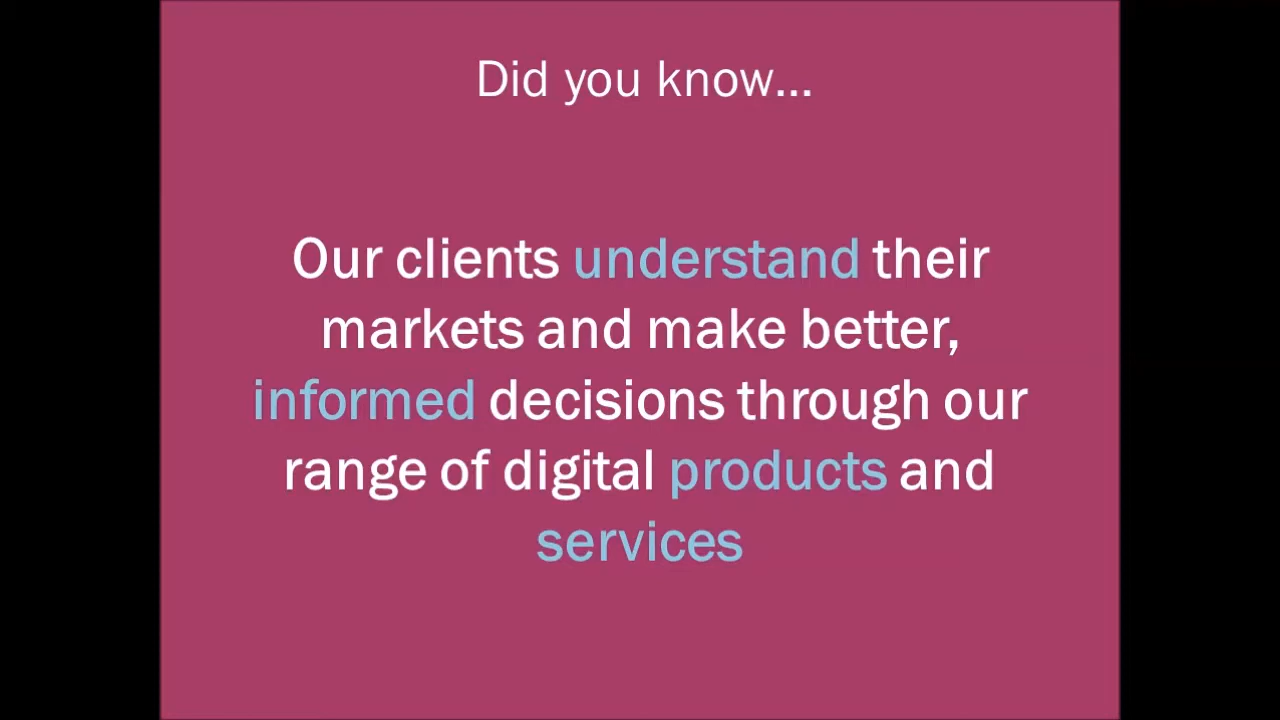 Did you know...
Our clients understand their
markets and make better,
informed decisions through our
range of digital products and
services